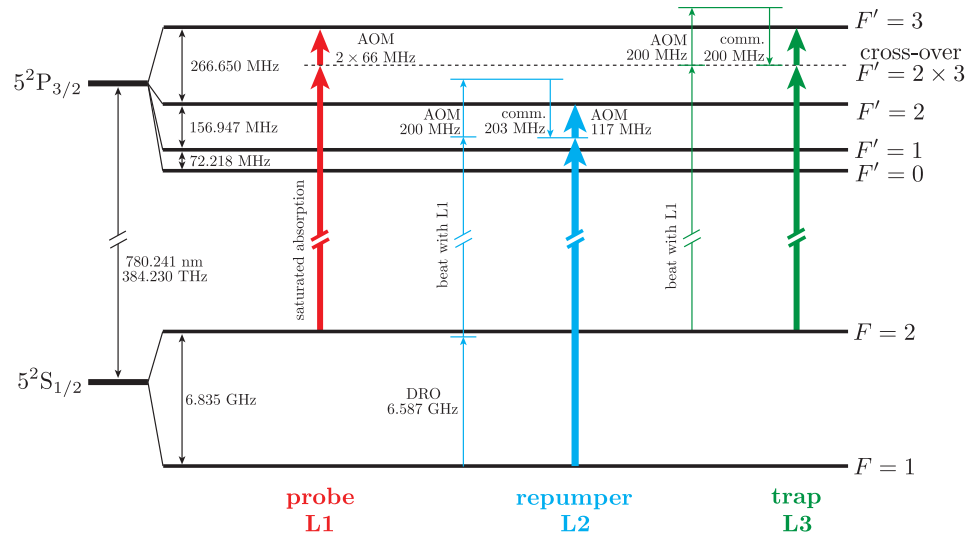 F′ = 3
AOM
2 × 66 MHz
AOM
200 MHz
comm.
200 MHz
cross-over
F′ = 2 × 3
266.650 MHz
5²P₃/₂
F′ = 2
AOM
200 MHz
comm.
203 MHz
AOM
117 MHz
156.947 MHz
F′ = 1
72.218 MHz
F′ = 0
saturated absorption
beat with L1
beat with L1
780.241 nm
384.230 THz
F = 2
5²S₁/₂
6.835 GHz
DRO
6.587 GHz
F = 1
probe
L1
repumper
L2
trap
L3